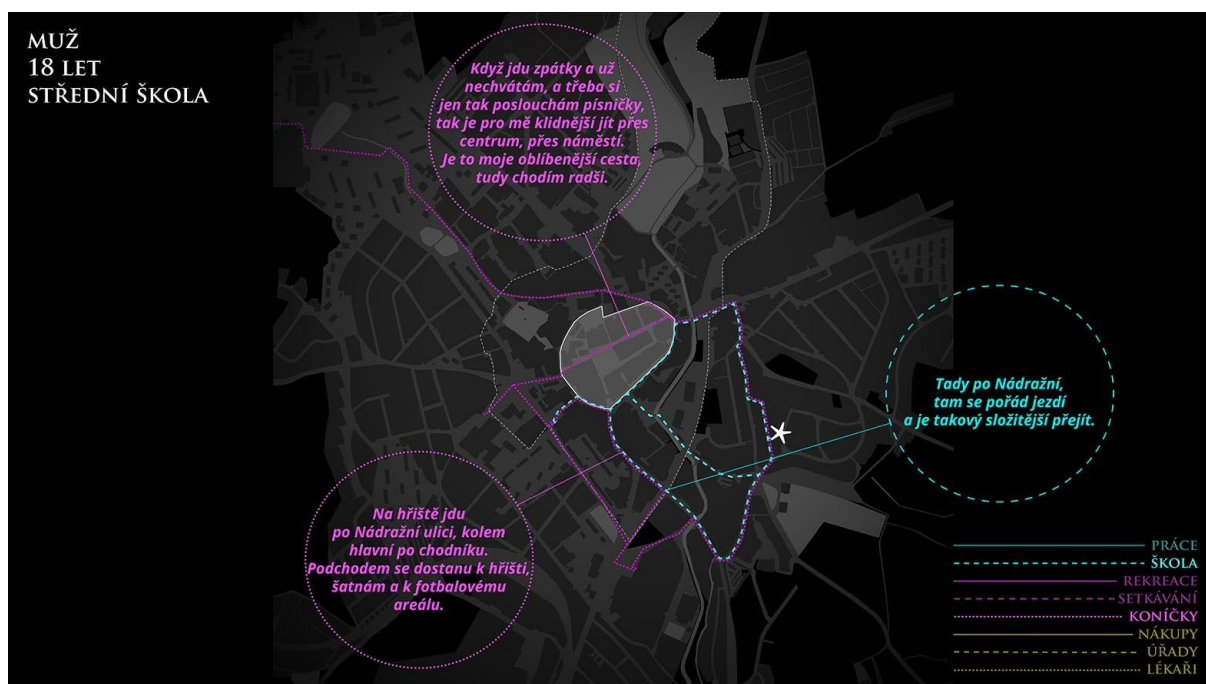 MUŽ
18 LET
STŘEDNÍ ŠKOLA
Když jdu zpátky a už
nechvátám, a třeba si
jen tak poslouchám písničky,
tak je pro mě klidnější jít přes
centrum, přes náměstí.
Je to moje oblíbenější cesta,
tudy chodím radši.
Tady po Nádražní,
tam se pořád jezdí
a je takový složitější přejít.
Na hřiště jdu
po Nádražní ulici, kolem
hlavní po chodníku.
Podchodem se dostanu k hřišti,
šatnám a k fotbalovému
areálu.
PRÁCE
ŠKOLA
REKREACE
SETKÁVÁNÍ
KONÍČKY
NÁKUPY
ÚŘADY
LÉKAŘI